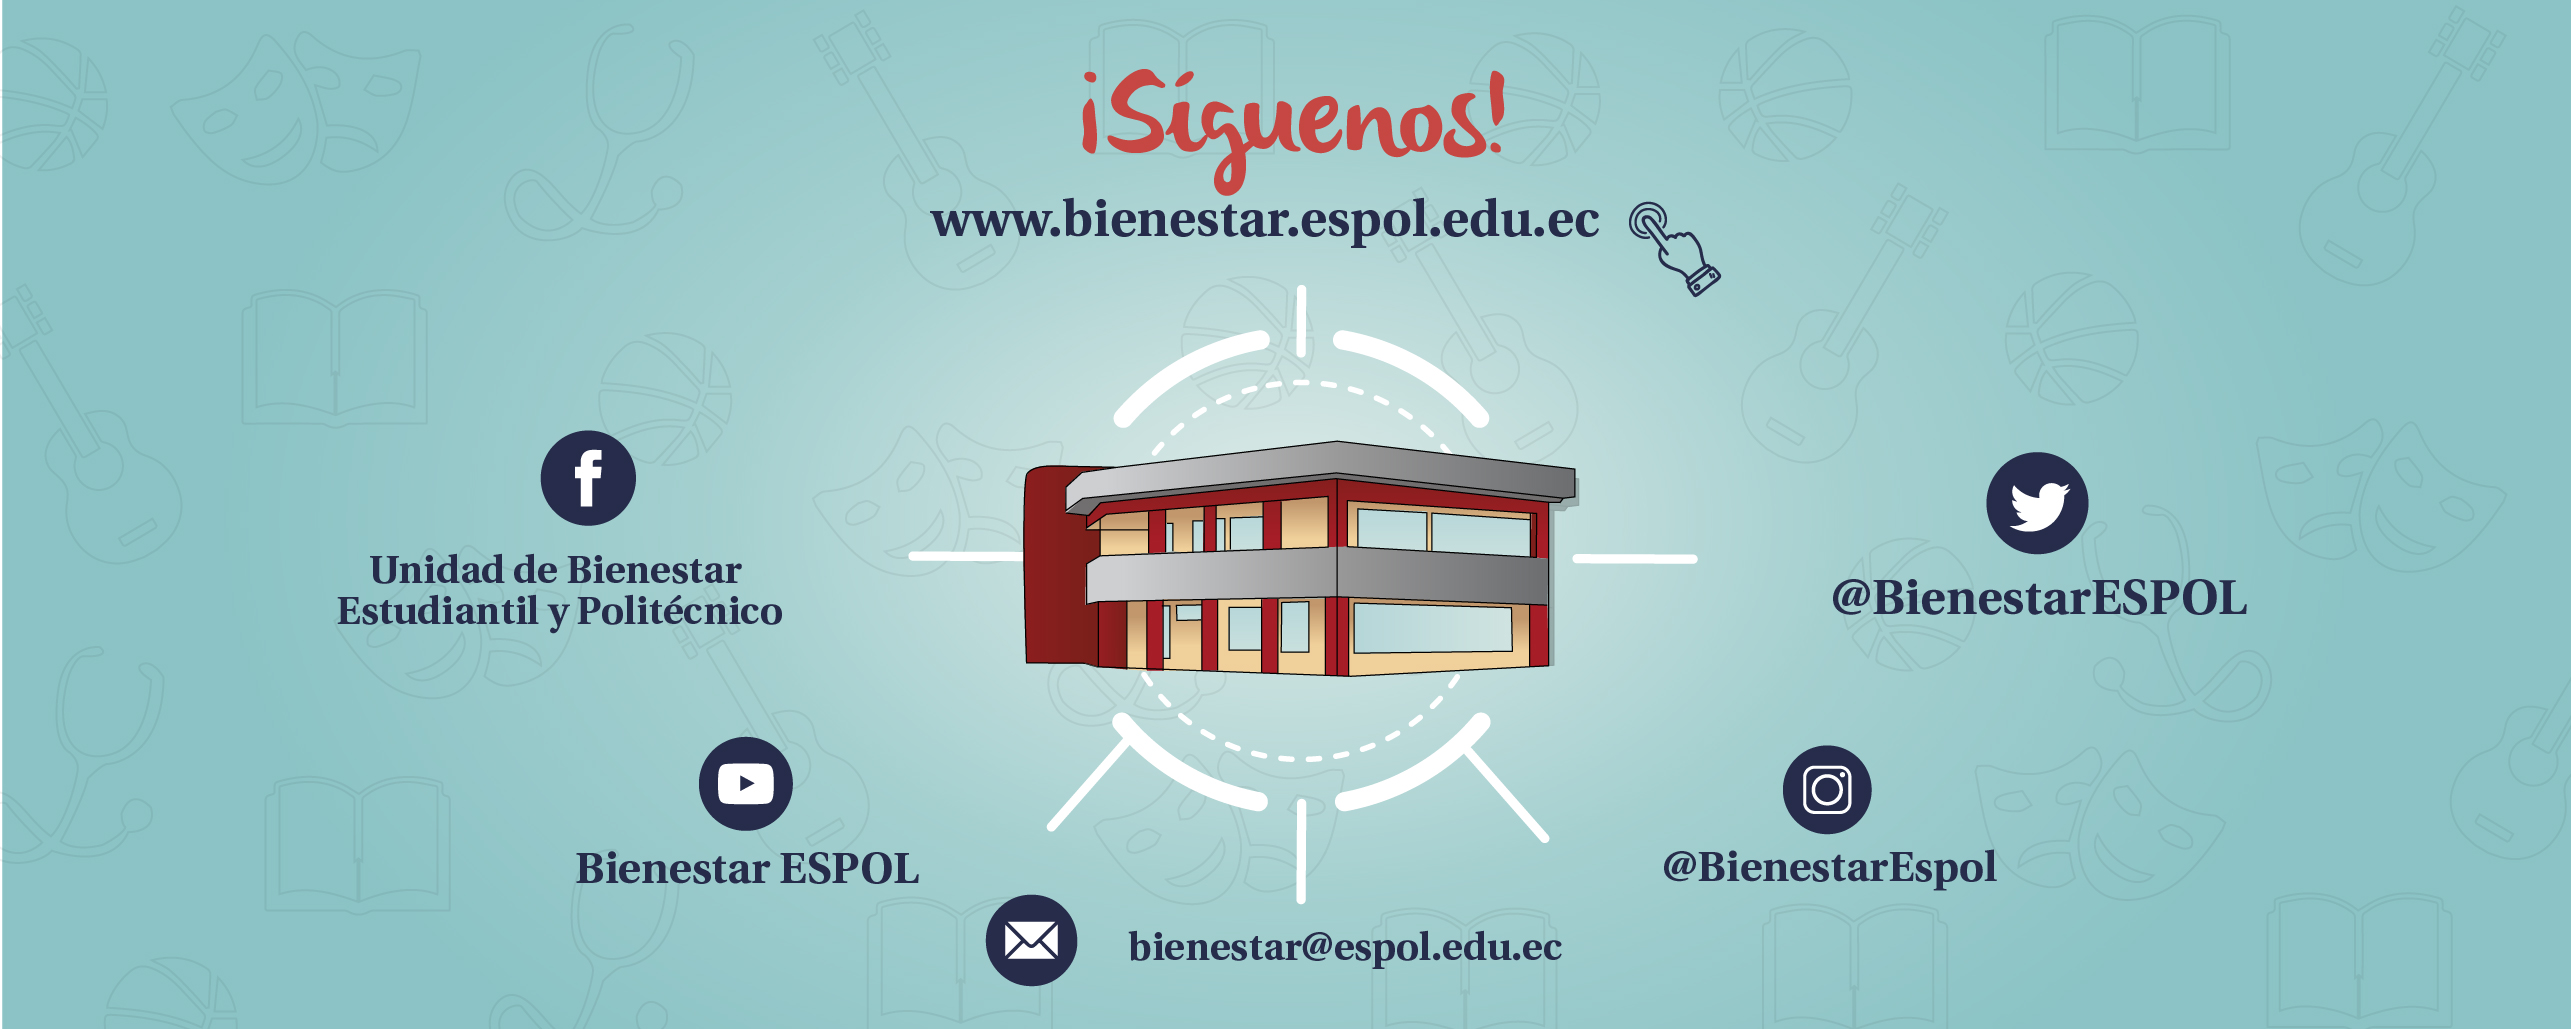 ¡Síguenos!
www.bienestar.espol.edu.ec
Unidad de Bienestar
Estudiantil y Politécnico
@BienestarESPOL
Bienestar ESPOL
@BienestarEspol
bienestar@espol.edu.ec